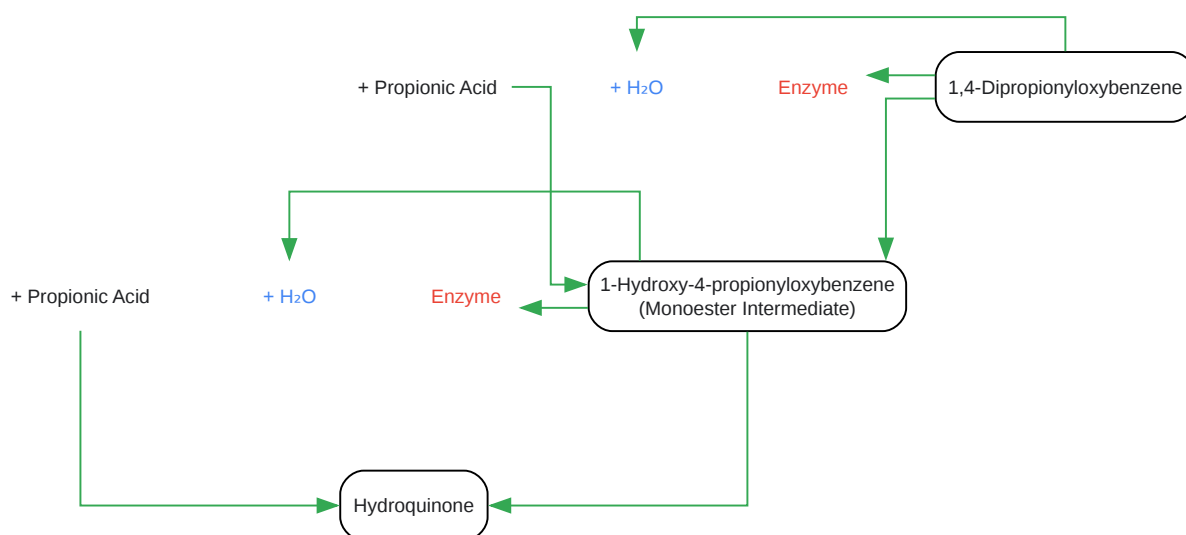 + Propionic Acid
+ H₂O
Enzyme
1,4-Dipropionyloxybenzene
+ Propionic Acid
+ H₂O
Enzyme
1-Hydroxy-4-propionyloxybenzene
(Monoester Intermediate)
Hydroquinone